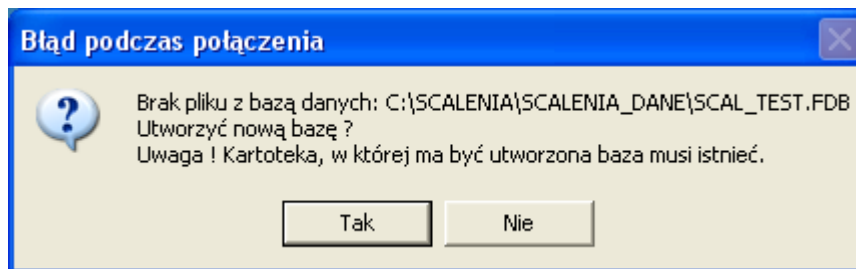 Błąd podczas połączenia
Brak pliku z bazą danych: C:\SCALENIA\SCALENIA_DANE\SCAL_TEST.FDB
Utworzyć nową bazę ?
Uwaga ! Kartoteka, w której ma być utworzona baza musi istnieć.
Tak
Nie